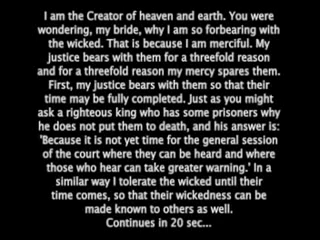 I am the Creator of heaven and earth. You were
wondering, my bride, why I am so forbearing with
the wicked. That is because I am merciful. My
justice bears with them for a threefold reason
and for a threefold reason my mercy spares them.
First, my justice bears with them so that their
time may be fully completed. Just as you might
ask a righteous king who has some prisoners why
he does not put them to death, and his answer is:
'Because it is not yet time for the general session
of the court where they can be heard and where
those who hear can take greater warning.' In a
similar way I tolerate the wicked until their
time comes, so that their wickedness can be
made known to others as well.
Continues in 20 sec...